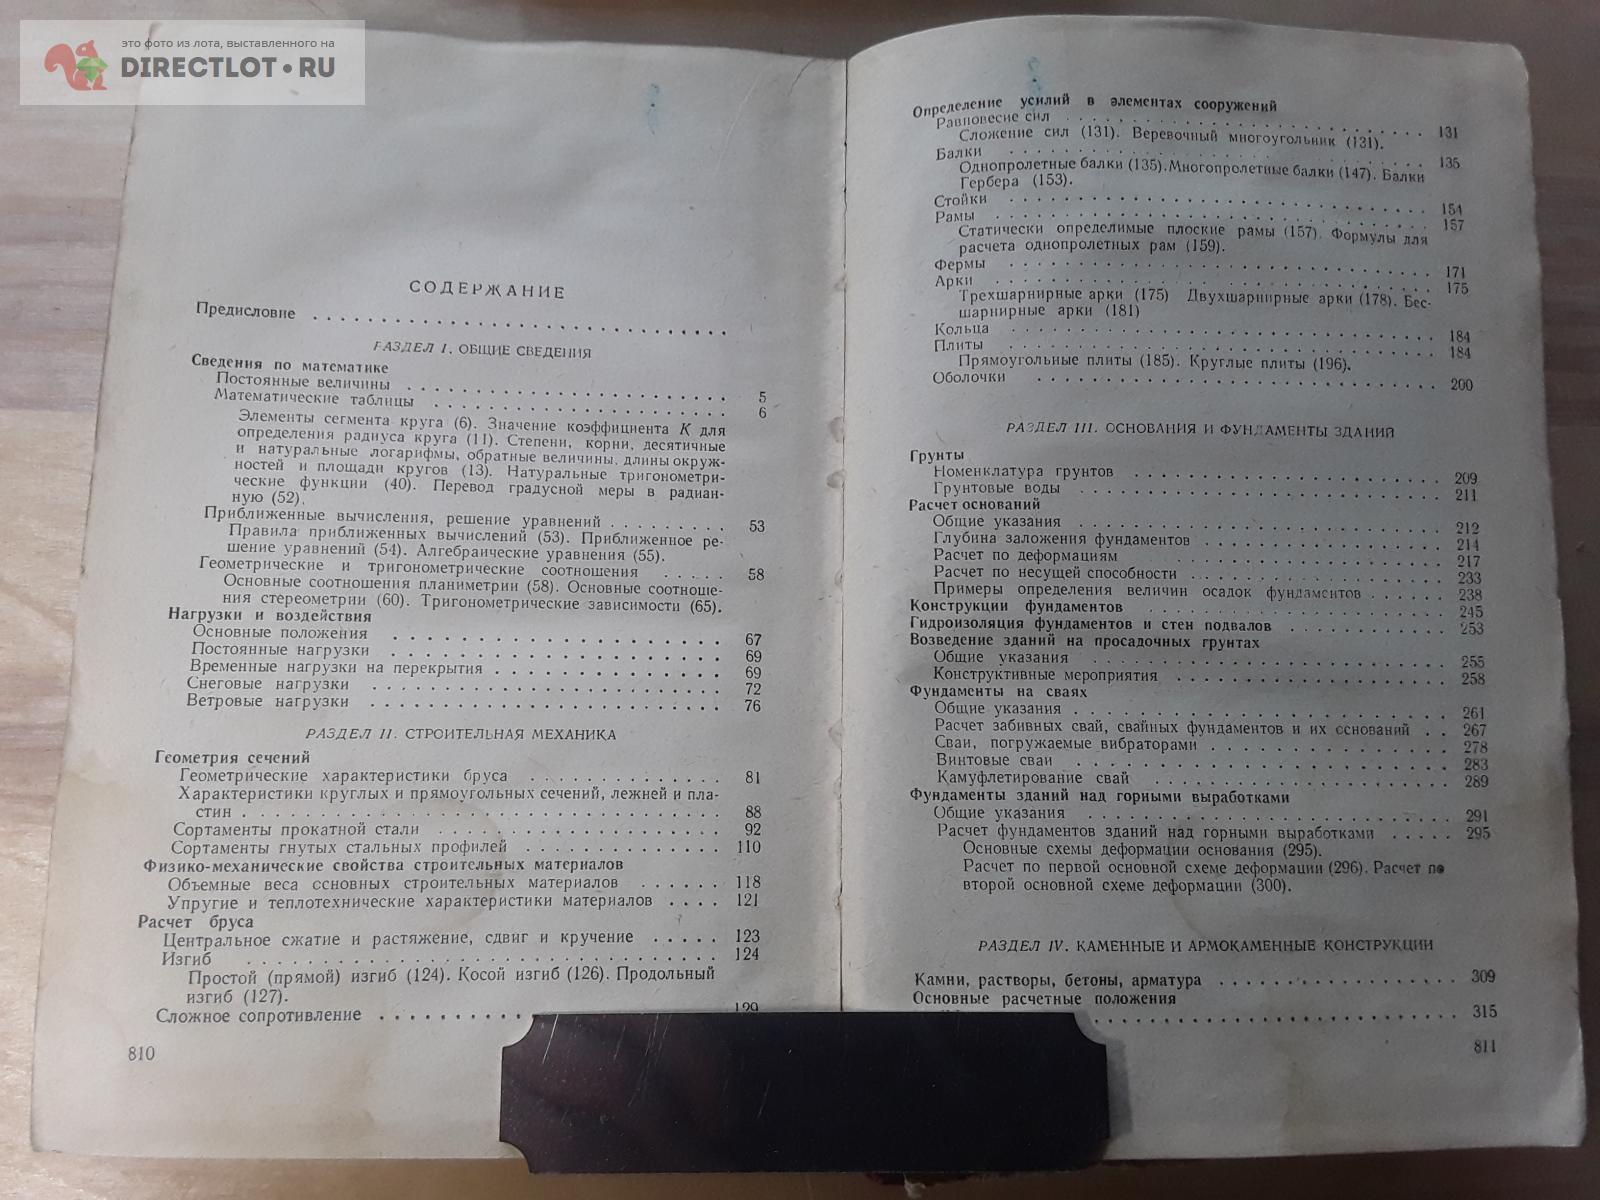 это фото из лота, выставленного на
DIRECTLOT•RU
СОДЕРЖАНИЕ
Предисловие . . . . . . . . . . . . . . . . . . . . . . . . . . . . .
РАЗДЕЛ I. ОБЩИЕ СВЕДЕНИЯ
Сведения по математике
Постоянные величины . . . . . . . . . . . . . . . . . . . . . 5
Математические таблицы . . . . . . . . . . . . . . . . . . . 6
Элементы сегмента круга (6). Значение коэффициента К для
определения радиуса круга (11). Степени, корни, десятичные
и натуральные логарифмы, обратные величины, длины окруж-
ностей и площади кругов (13). Натуральные тригонометри-
ческие функции (40). Перевод градусной меры в радиан-
ную (52).
Приближенные вычисления, решение уравнений . . . . . . . . . 53
Правила приближенных вычислений (53). Приближенное ре-
шение уравнений (54). Алгебраические уравнения (55).
Геометрические и тригонометрические соотношения . . . . . 58
Основные соотношения планиметрии (58). Основные соотноше-
ния стереометрии (60). Тригонометрические зависимости (65).
Нагрузки и воздействия
Основные положения . . . . . . . . . . . . . . . . . . . 67
Постоянные нагрузки . . . . . . . . . . . . . . . . . . . 69
Временные нагрузки на перекрытия . . . . . . . . . . . . . . 69
Снеговые нагрузки . . . . . . . . . . . . . . . . . . . . . 72
Ветровые нагрузки . . . . . . . . . . . . . . . . . . . . . 76
РАЗДЕЛ II. СТРОИТЕЛЬНАЯ МЕХАНИКА
Геометрия сечений
Геометрические характеристики бруса . . . . . . . . . . . . 81
Характеристики круглых и прямоугольных сечений, лежней и пла-
стин . . . . . . . . . . . . . . . . . . . . . . . . . . . . 88
Сортаменты прокатной стали . . . . . . . . . . . . . . . . . 92
Сортаменты гнутых стальных профилей . . . . . . . . . . . . 110
Физико-механические свойства строительных материалов
Объемные веса основных строительных материалов . . . . . . 118
Упругие и теплотехнические характеристики материалов . . . . 121
Расчет бруса
Центральное сжатие и растяжение, сдвиг и кручение . . . . . 123
Изгиб . . . . . . . . . . . . . . . . . . . . . . . . . . . 124
Простой (прямой) изгиб (124). Косой изгиб (126). Продольный
изгиб (127).
Сложное сопротивление . . . . . . . . . . 129
810
Определение усилий в элементах сооружений
Равновесие сил . . . . . . . . . . . . . . . . . . . . . . . 131
Сложение сил (131). Веревочный многоугольник (131).
Балки . . . . . . . . . . . . . . . . . . . . . . . . . . . 135
Однопролетные балки (135). Многопролетные балки (147). Балки
Гербера (153).
Стойки . . . . . . . . . . . . . . . . . . . . . . . . . . . 154
Рамы . . . . . . . . . . . . . . . . . . . . . . . . . . . . 157
Статически определимые плоские рамы (157). Формулы для
расчета однопролетных рам (159).
Фермы . . . . . . . . . . . . . . . . . . . . . . . . . . . 171
Арки . . . . . . . . . . . . . . . . . . . . . . . . . . . . 175
Трехшарнирные арки (175) Двухшарнирные арки (178). Бес-
шарнирные арки (181)
Кольца . . . . . . . . . . . . . . . . . . . . . . . . . . . 184
Плиты . . . . . . . . . . . . . . . . . . . . . . . . . . . 184
Прямоугольные плиты (185). Круглые плиты (196).
Оболочки . . . . . . . . . . . . . . . . . . . . . . . . . . 200
РАЗДЕЛ III. ОСНОВАНИЯ И ФУНДАМЕНТЫ ЗДАНИЙ
Грунты
Номенклатура грунтов . . . . . . . . . . . . . . . . . . . . 209
Грунтовые воды . . . . . . . . . . . . . . . . . . . . . . . 211
Расчет оснований
Общие указания . . . . . . . . . . . . . . . . . . . . . . . 212
Глубина заложения фундаментов . . . . . . . . . . . . . . . 214
Расчет по деформациям . . . . . . . . . . . . . . . . . . . 217
Расчет по несущей способности . . . . . . . . . . . . . . . 233
Примеры определения величин осадок фундаментов . . . . . . 238
Конструкции фундаментов . . . . . . . . . . . . . . . . . . 245
Гидроизоляция фундаментов и стен подвалов . . . . . . . . . 253
Возведение зданий на просадочных грунтах
Общие указания . . . . . . . . . . . . . . . . . . . . . . . 255
Конструктивные мероприятия . . . . . . . . . . . . . . . . . 258
Фундаменты на сваях
Общие указания . . . . . . . . . . . . . . . . . . . . . . . 261
Расчет забивных свай, свайных фундаментов и их оснований . . 267
Сваи, погружаемые вибраторами . . . . . . . . . . . . . . . 278
Винтовые сваи . . . . . . . . . . . . . . . . . . . . . . . 283
Камуфлетирование свай . . . . . . . . . . . . . . . . . . . 289
Фундаменты зданий над горными выработками
Общие указания . . . . . . . . . . . . . . . . . . . . . . . 291
Расчет фундаментов зданий над горными выработками . . . . . 295
Основные схемы деформации основания (295).
Расчет по первой основной схеме деформации (296). Расчет по
второй основной схеме деформации (300).
РАЗДЕЛ IV. КАМЕННЫЕ И АРМОКАМЕННЫЕ КОНСТРУКЦИИ
Камни, растворы, бетоны, арматура . . . . . . . . . . . . . 309
Основные расчетные положения
. . . . . . . . . . . . . . . . . . . . . . . 315
811